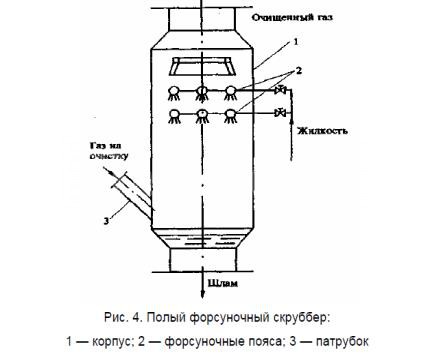 Очищенный газ
1
2
Жидкость
Газ на
очистку
3
Шлам
Рис. 4. Полый форсуночный скруббер:
1 — корпус; 2 — форсуночные пояса; 3 — патрубок